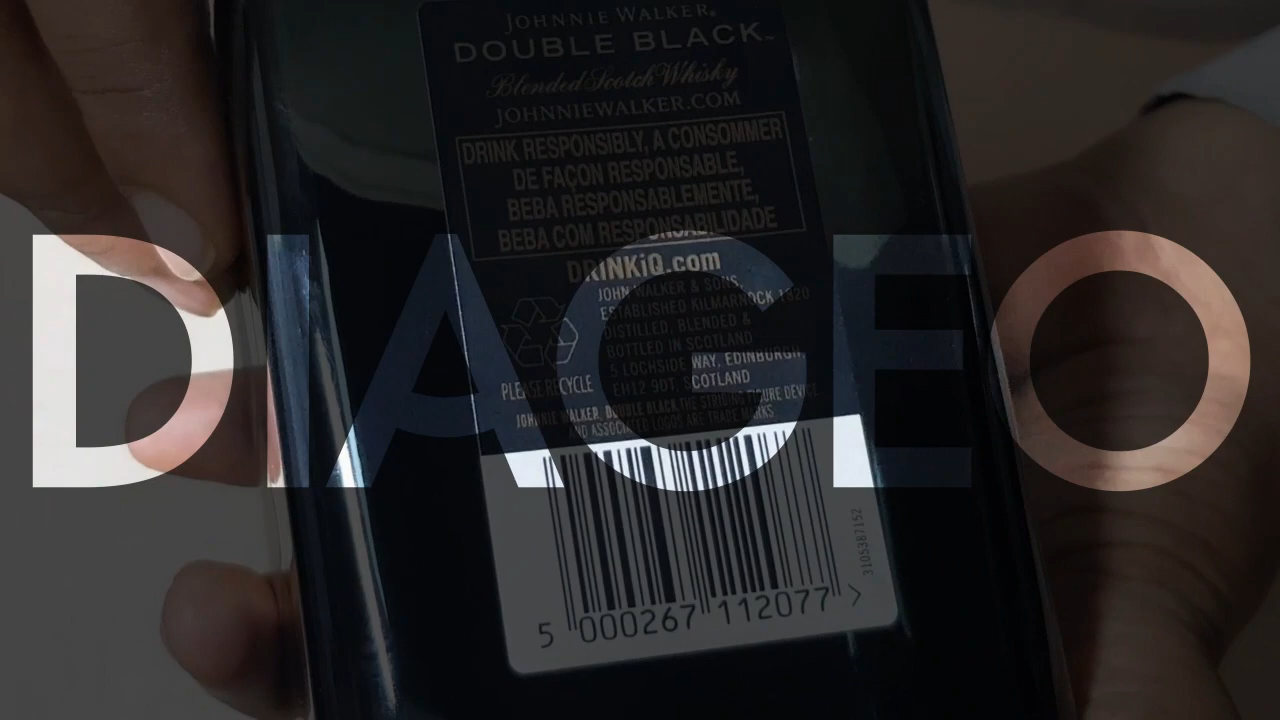 JOHNNIE WALKER®
DOUBLE BLACK™
Blended Scotch Whisky
JOHNNIEWALKER.COM
DRINK RESPONSIBLY, A CONSOMMER
DE FAÇON RESPONSABLE,
BEBA RESPONSABLEMENTE,
BEBA COM RESPONSABILIDADE
DRINKiQ.com
JOHN WALKER & SONS,
ESTABLISHED KILMARNOCK 1820
DISTILLED, BLENDED &
BOTTLED IN SCOTLAND
5 LOCHSIDE WAY, EDINBURGH,
EH12 9DT, SCOTLAND
PLEASE RECYCLE
JOHNNIE WALKER, DOUBLE BLACK THE STRIDING FIGURE DEVICE
AND ASSOCIATED LOGOS ARE TRADE MARKS
DIAGEO
3105387152
5 000267 112077 >